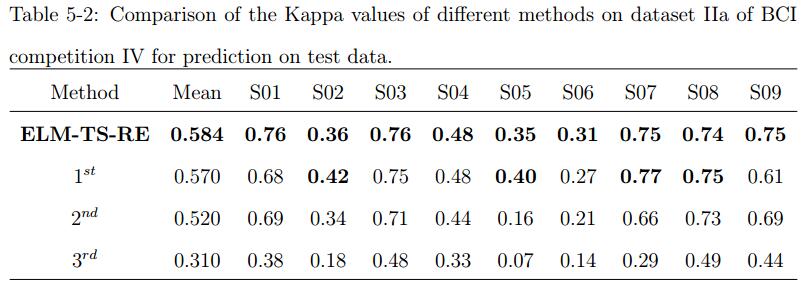 Table 5-2: Comparison of the Kappa values of different methods on dataset IIa of BCI
competition IV for prediction on test data.
Method Mean S01 S02 S03 S04 S05 S06 S07 S08 S09
ELM-TS-RE 0.584 0.76 0.36 0.76 0.48 0.35 0.31 0.75 0.74 0.75
1st 0.570 0.68 0.42 0.75 0.48 0.40 0.27 0.77 0.75 0.61
2nd 0.520 0.69 0.34 0.71 0.44 0.16 0.21 0.66 0.73 0.69
3rd 0.310 0.38 0.18 0.48 0.33 0.07 0.14 0.29 0.49 0.44